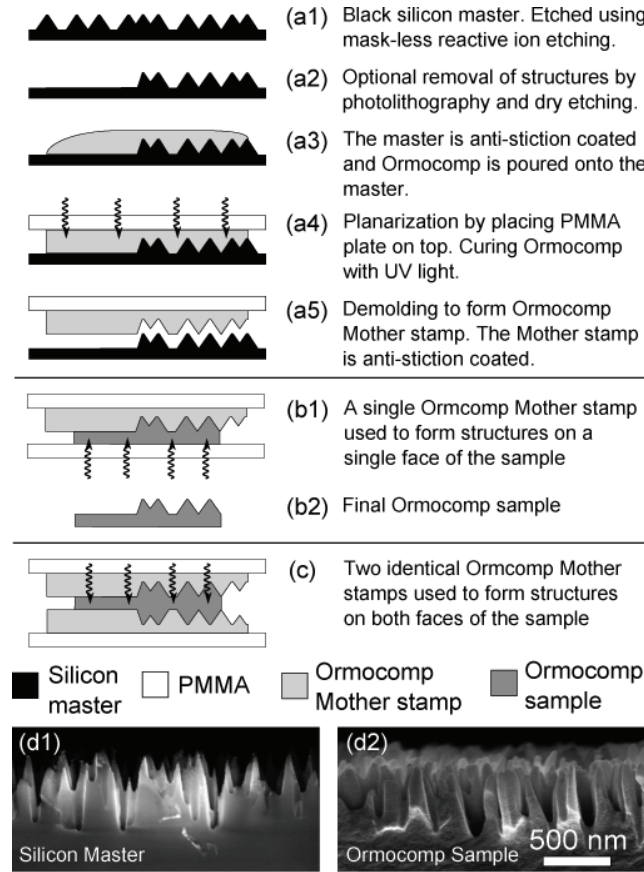 (a1) Black silicon master. Etched using
mask-less reactive ion etching.
(a2) Optional removal of structures by
photolithography and dry etching.
(a3) The master is anti-stiction coated
and Ormocomp is poured onto the
master.
(a4) Planarization by placing PMMA
plate on top. Curing Ormocomp
with UV light.
(a5) Demolding to form Ormocomp
Mother stamp. The Mother stamp
is anti-stiction coated.
(b1) A single Ormcomp Mother stamp
used to form structures on a
single face of the sample
(b2) Final Ormocomp sample
(c) Two identical Ormcomp Mother
stamps used to form structures
on both faces of the sample
Silicon master
PMMA
Ormocomp Mother stamp
Ormocomp sample
(d1)
Silicon Master
(d2)
500 nm
Ormocomp Sample